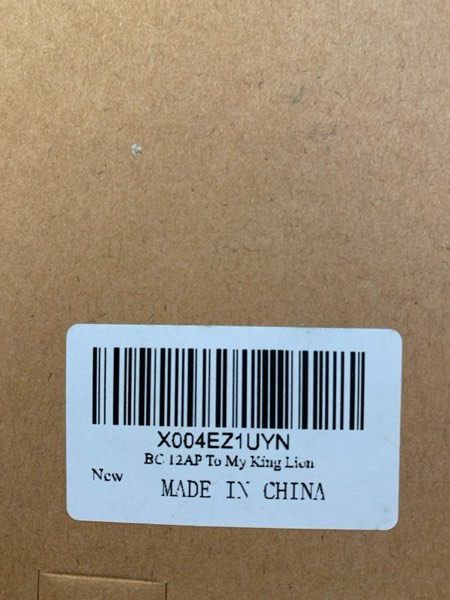 X004EZ1UYN
BC 12AP To My King Lion
New
MADE IN CHINA